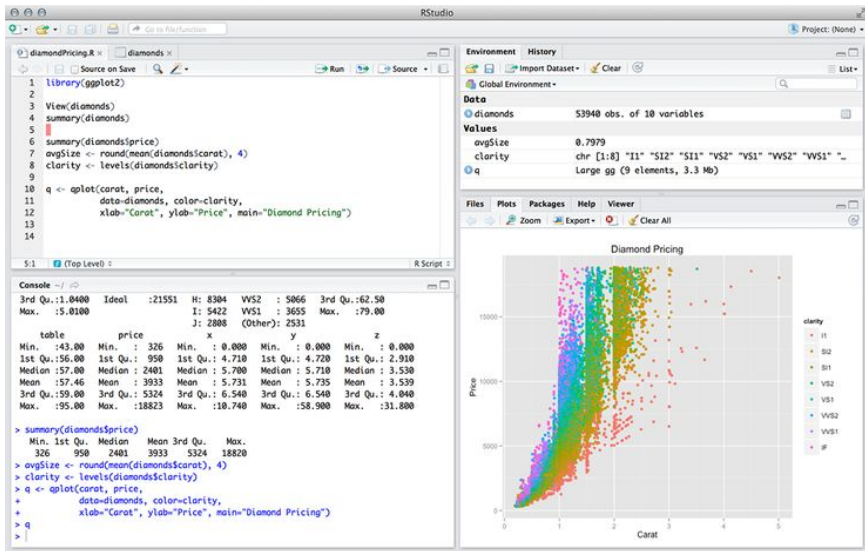 RStudio
Go to file/function
Project: (None)
diamondPricing.R
diamonds
Source on Save
Run
Source
1 library(ggplot2)
2
3 View(diamonds)
4 summary(diamonds)
5
6 summary(diamonds$price)
7 avgSize <- round(mean(diamonds$carat), 4)
8 clarity <- levels(diamonds$clarity)
9
10 q <- qplot(carat, price,
11 data=diamonds, color=clarity,
12 xlab="Carat", ylab="Price", main="Diamond Pricing")
13
14
5:1 (Top Level) R Script
Console ~/
3rd Qu.:1.0400 Ideal :21551 H: 8304 VVS2 : 5066 3rd Qu.:62.50
Max. :5.0100 I: 5422 VVS1 : 3655 Max. :79.00
J: 2808 (Other): 2531
table price x y z
Min. :43.00 Min. : 326 Min. : 0.000 Min. : 0.000 Min. : 0.000
1st Qu.:56.00 1st Qu.: 950 1st Qu.: 4.710 1st Qu.: 4.720 1st Qu.: 2.910
Median :57.00 Median : 2401 Median : 5.700 Median : 5.710 Median : 3.530
Mean :57.46 Mean : 3933 Mean : 5.731 Mean : 5.735 Mean : 3.539
3rd Qu.:59.00 3rd Qu.: 5324 3rd Qu.: 6.540 3rd Qu.: 6.540 3rd Qu.: 4.040
Max. :95.00 Max. :18823 Max. :10.740 Max. :58.900 Max. :31.800
> summary(diamonds$price)
Min. 1st Qu. Median Mean 3rd Qu. Max.
326 950 2401 3933 5324 18820
> avgSize <- round(mean(diamonds$carat), 4)
> clarity <- levels(diamonds$clarity)
> q <- qplot(carat, price,
+ data=diamonds, color=clarity,
+ xlab="Carat", ylab="Price", main="Diamond Pricing")
> q
>
Environment History
Import Dataset Clear List
Global Environment
Data
diamonds 53940 obs. of 10 variables
Values
avgSize 0.7979
clarity chr [1:8] "I1" "SI2" "SI1" "VS2" "VS1" "VVS2" "VVS1" "…
q Large gg (9 elements, 3.3 Mb)
Files Plots Packages Help Viewer
Zoom Export Clear All
Diamond Pricing
Price
15000
10000
5000
0
0 1 2 3 4 5
Carat
clarity
I1
SI2
SI1
VS2
VS1
VVS2
VVS1
IF